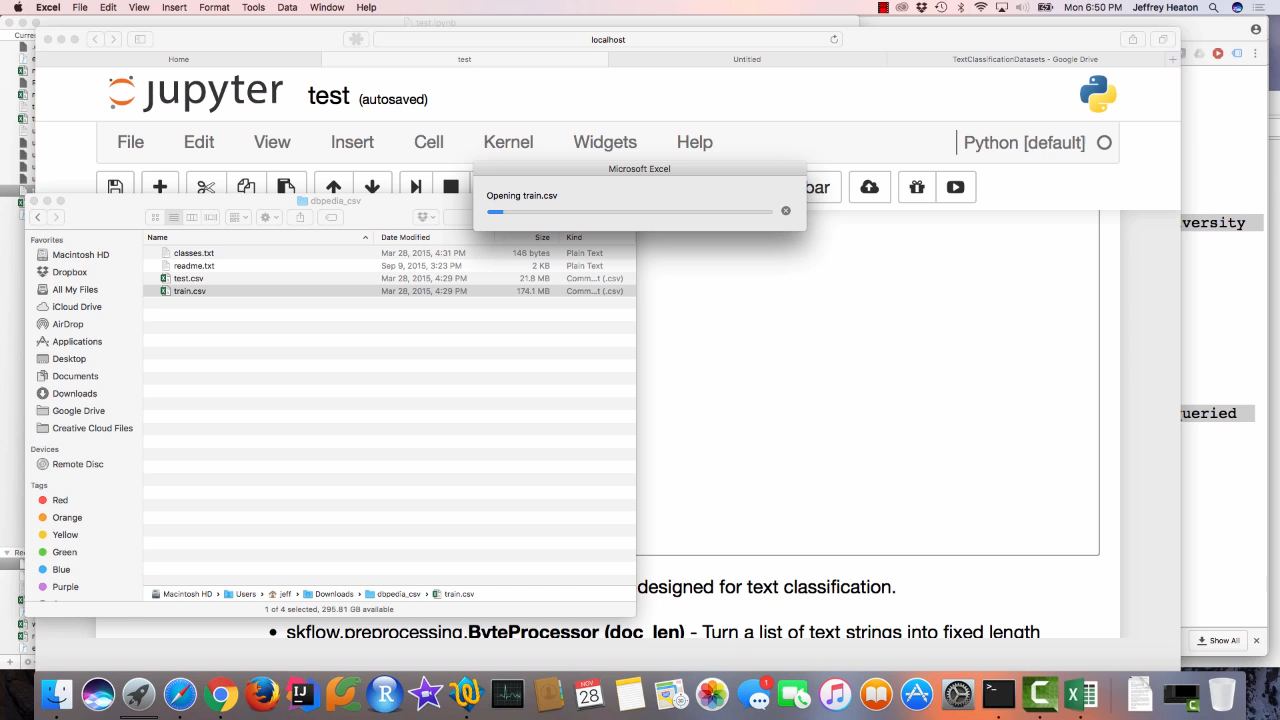 Excel File Edit View Insert Format Tools Data Window Help
Mon 6:50 PM Jeffrey Heaton
test.ipynb
localhost
Home test Untitled TextClassificationDatasets - Google Drive
jupyter test (autosaved)
File Edit View Insert Cell Kernel Widgets Help
Python [default]
Microsoft Excel
Opening train.csv
bar
versity
dbpedia_csv
Name Date Modified Size Kind
classes.txt Mar 28, 2015, 4:31 PM 146 bytes Plain Text
readme.txt Sep 9, 2015, 3:23 PM 2 KB Plain Text
test.csv Mar 28, 2015, 4:29 PM 21.8 MB Comm...t (.csv)
train.csv Mar 28, 2015, 4:29 PM 174.1 MB Comm...t (.csv)
Favorites
Macintosh HD
Dropbox
All My Files
iCloud Drive
AirDrop
Applications
Desktop
Documents
Downloads
Google Drive
Creative Cloud Files
Devices
Remote Disc
Tags
Red
Orange
Yellow
Green
Blue
Purple
ueried
Macintosh HD Users jeff Downloads dbpedia_csv train.csv
1 of 4 selected, 295.81 GB available
designed for text classification.
skflow.preprocessing.ByteProcessor (doc_len) - Turn a list of text strings into fixed length
Show All
NOV
28
1